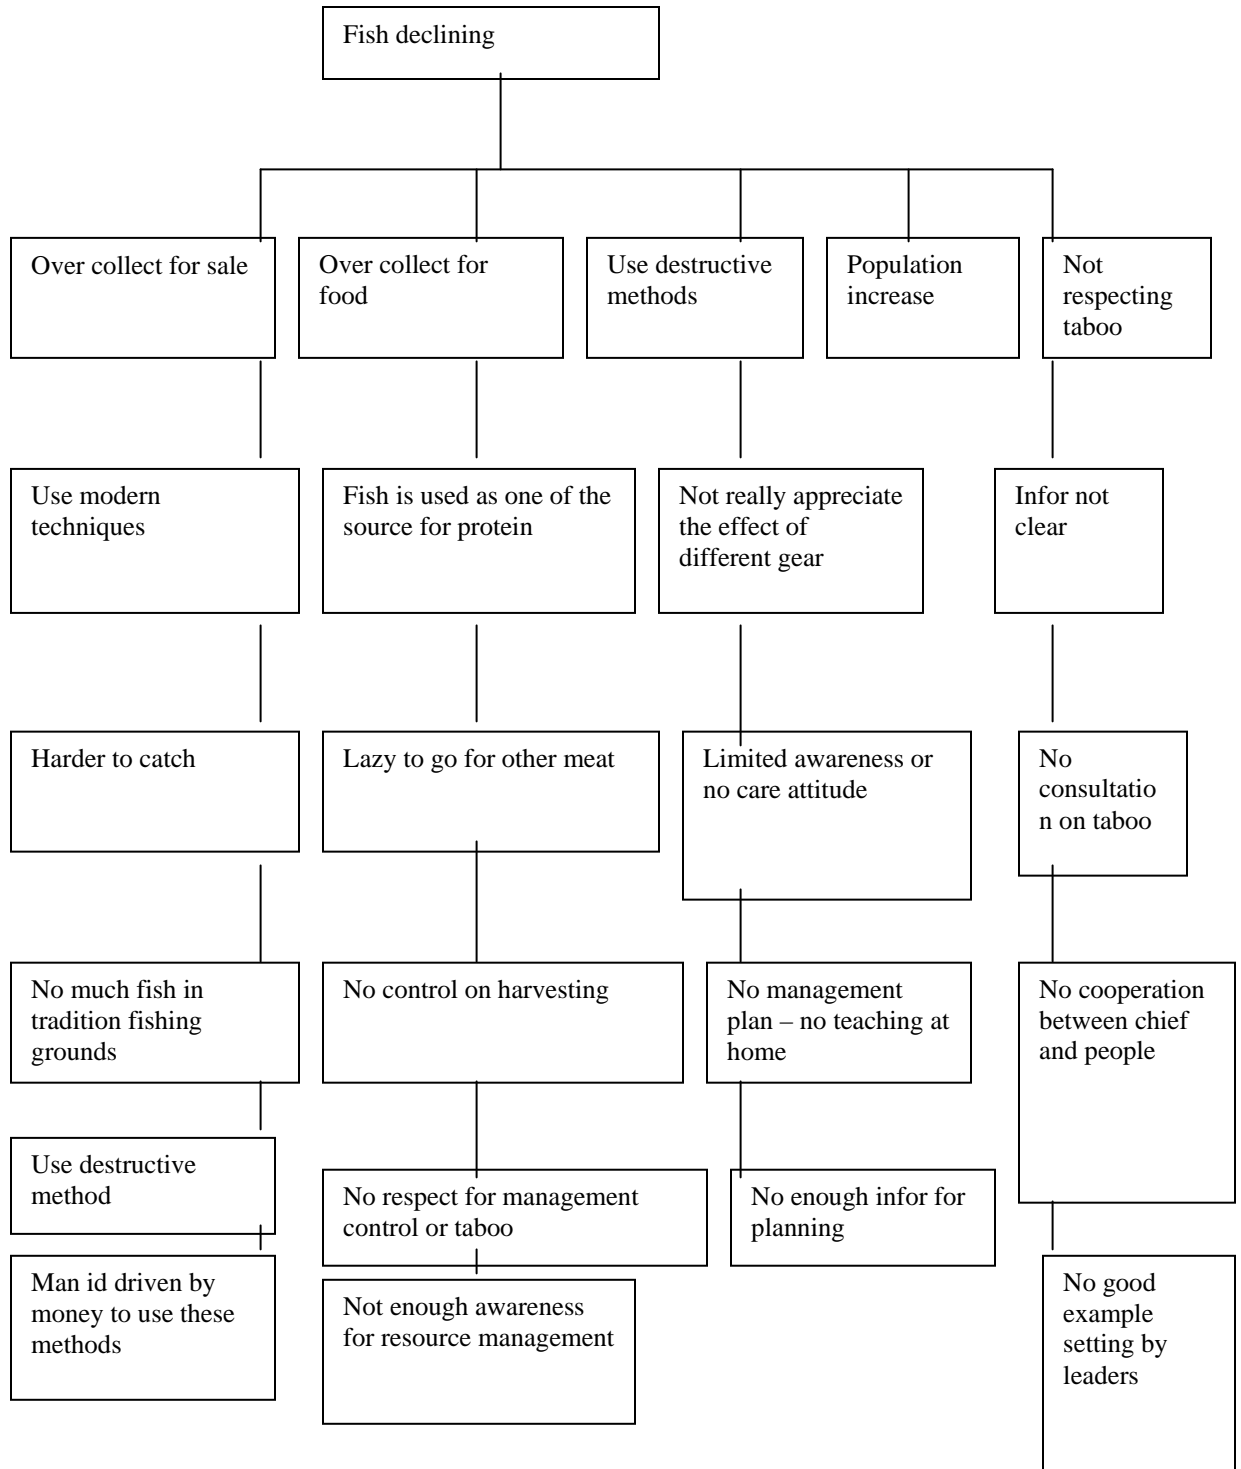 Fish declining
Over collect for sale
Over collect for
food
Use destructive
methods
Population
increase
Not
respecting
taboo
Use modern
techniques
Fish is used as one of the
source for protein
Not really appreciate
the effect of
different gear
Infor not
clear
Harder to catch
Lazy to go for other meat
Limited awareness or
no care attitude
No
consultatio
n on taboo
No much fish in
tradition fishing
grounds
No control on harvesting
No management
plan – no teaching at
home
No cooperation
between chief
and people
Use destructive
method
No respect for management
control or taboo
No enough infor for
planning
Man id driven by
money to use these
methods
Not enough awareness
for resource management
No good
example
setting by
leaders